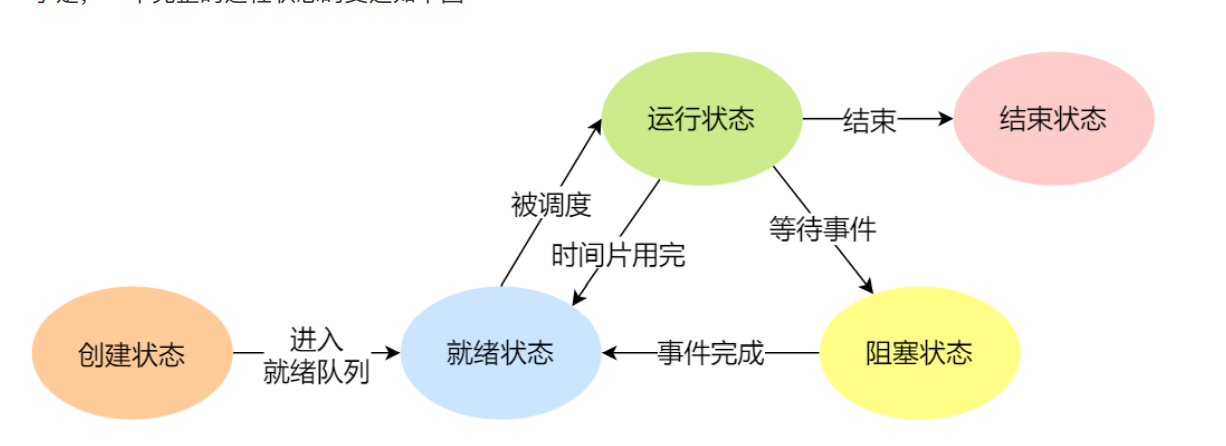 运行状态
结束
结束状态
被调度
等待事件
时间片用完
创建状态
进入
就绪队列
就绪状态
事件完成
阻塞状态